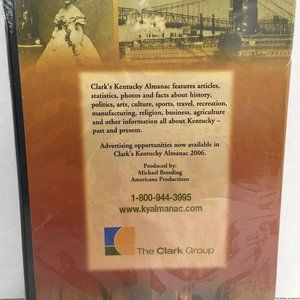 Clark's Kentucky Almanac features articles,
statistics, photos and facts about history,
politics, arts, culture, sports, travel, recreation,
manufacturing, religion, business, agriculture
and other information all about Kentucky –
past and present.
Advertising opportunities now available in
Clark's Kentucky Almanac 2006.
Produced by:
Michael Breeding
Americana Productions
1-800-944-3995
www.kyalmanac.com
The Clark Group